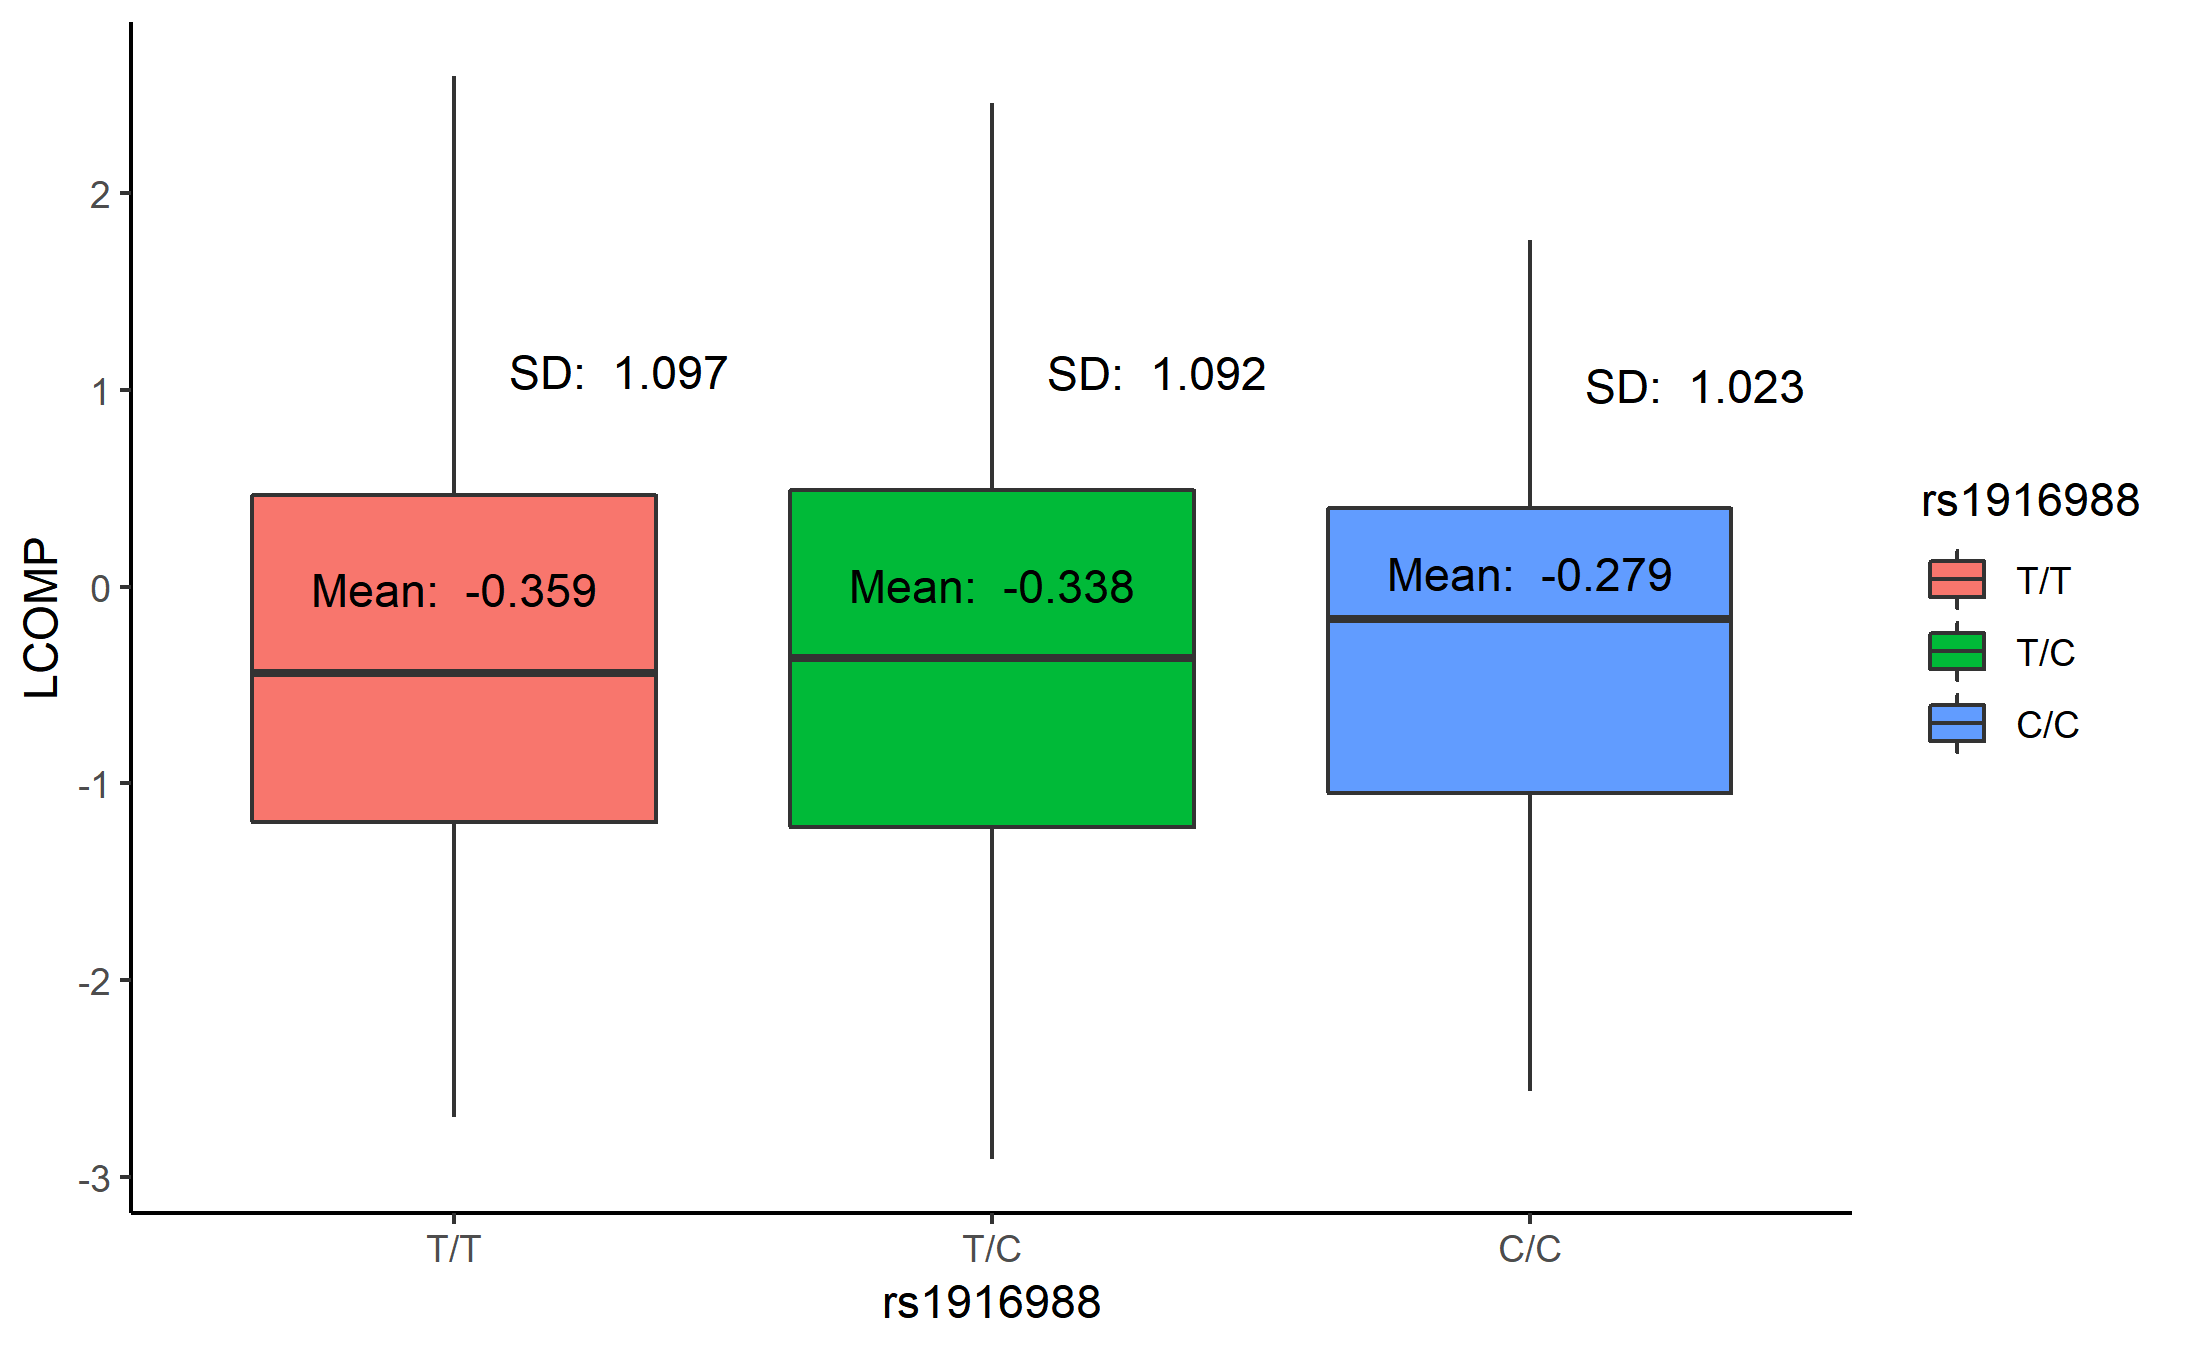 LCOMP
2
1
0
-1
-2
-3
SD: 1.097
SD: 1.092
SD: 1.023
Mean: -0.359
Mean: -0.338
Mean: -0.279
T/T
T/C
C/C
rs1916988
rs1916988
T/T
T/C
C/C